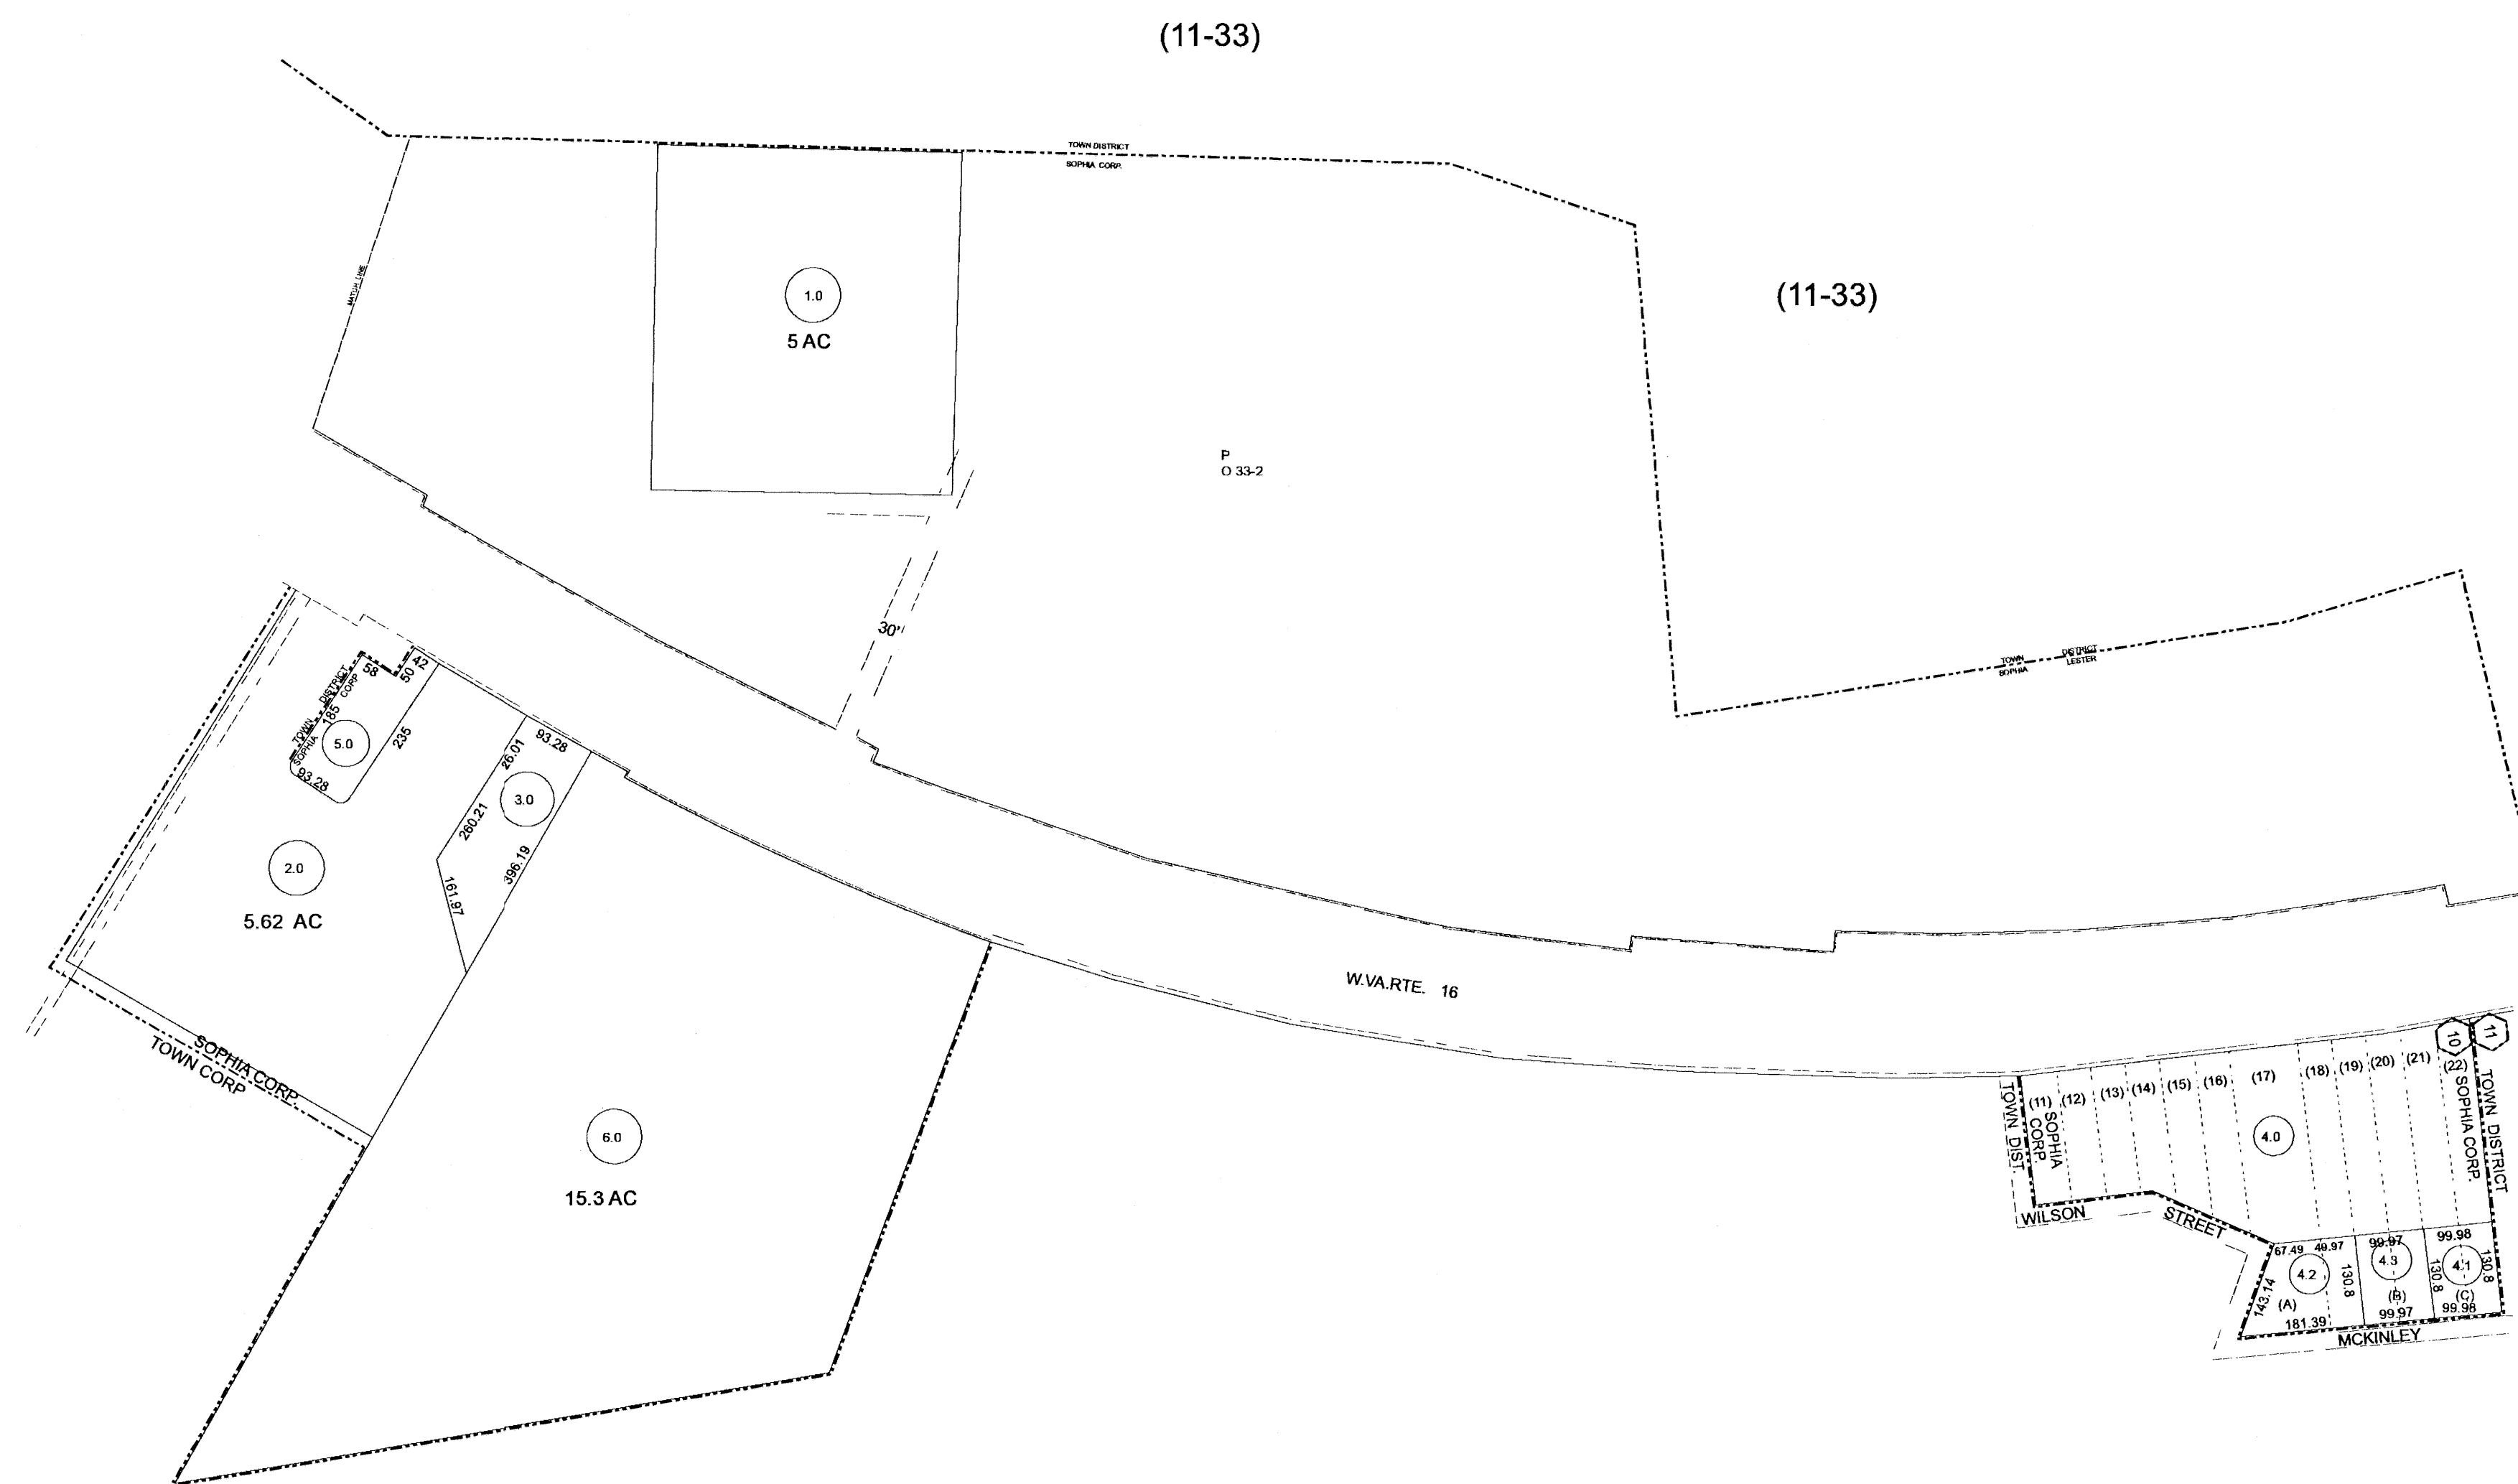 (11-33)
TOWN DISTRICT
SOPHIA CORP.
MATCH LINE
1.0
5 AC
(11-33)
P
O 33-2
30'
TOWN DISTRICT
SOPHIA LESTER
TOWN DISTRICT
SOPHIA CORP
58
50
42
185
5.0
235
93.28
93.28
26.01
3.0
260.21
396.19
161.97
2.0
5.62 AC
SOPHIA CORP.
TOWN CORP
W.VA.RTE. 16
6.0
15.3 AC
10
11
(11)
(12)
(13)
(14)
(15)
(16)
(17)
(18)
(19)
(20)
(21)
(22)
TOWN DIST.
SOPHIA
CORP.
4.0
SOPHIA CORP.
TOWN DISTRICT
WILSON STREET
67.49
49.97
99.97
99.98
143.14
4.2
130.8
4.3
130.8
4.1
130.8
(A)
(B)
(C)
181.39
99.97
99.98
MCKINLEY